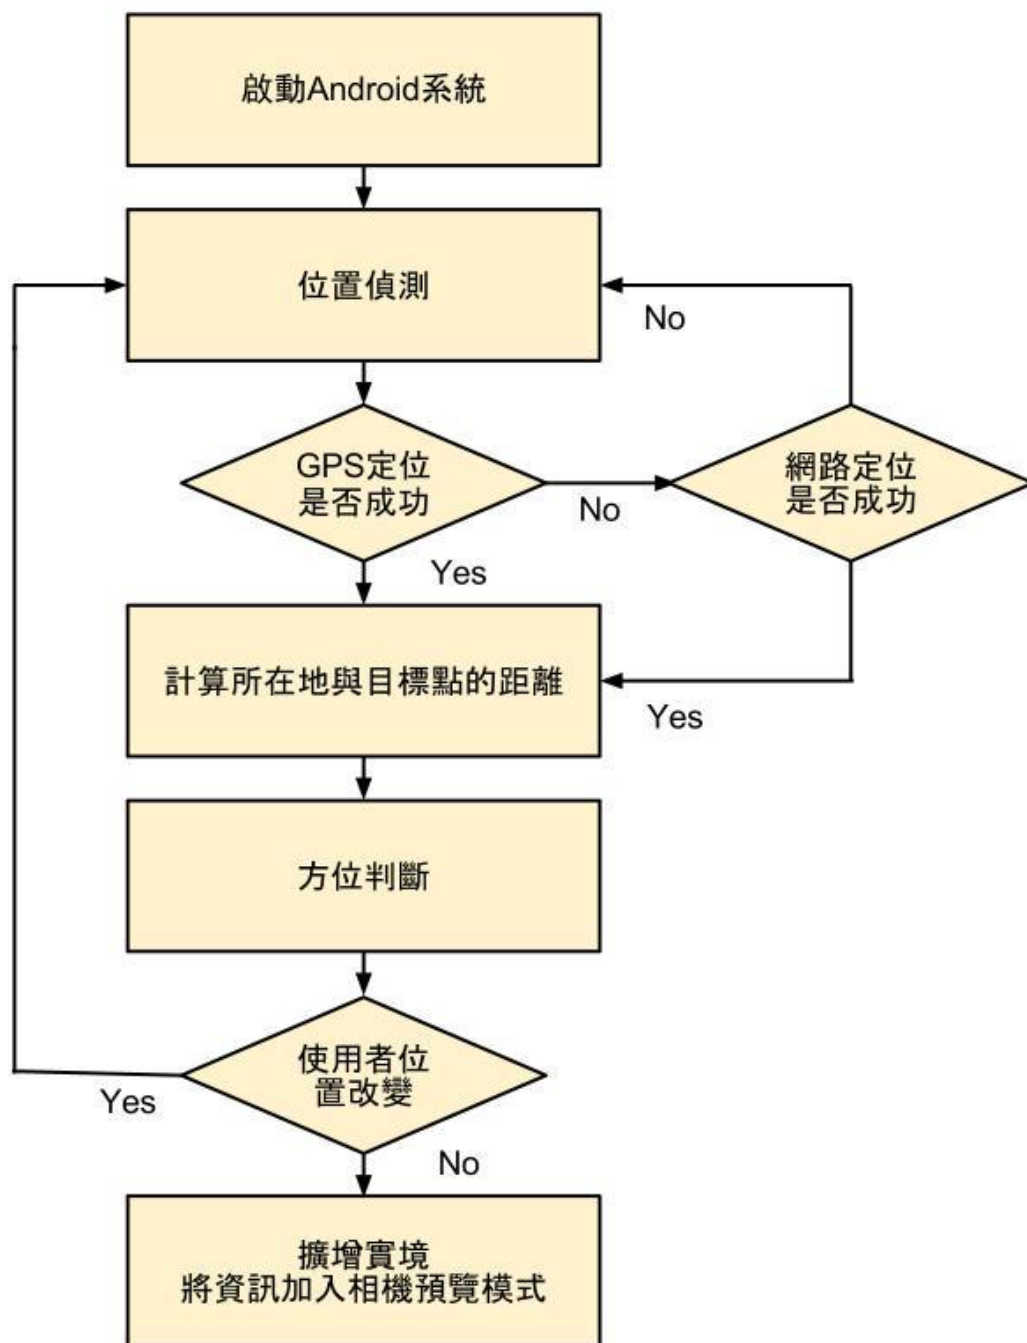 啟動Android系統
位置偵測
No
GPS定位
是否成功
No
網路定位
是否成功
Yes
計算所在地與目標點的距離
Yes
方位判斷
使用者位
置改變
Yes
No
擴增實境
將資訊加入相機預覽模式